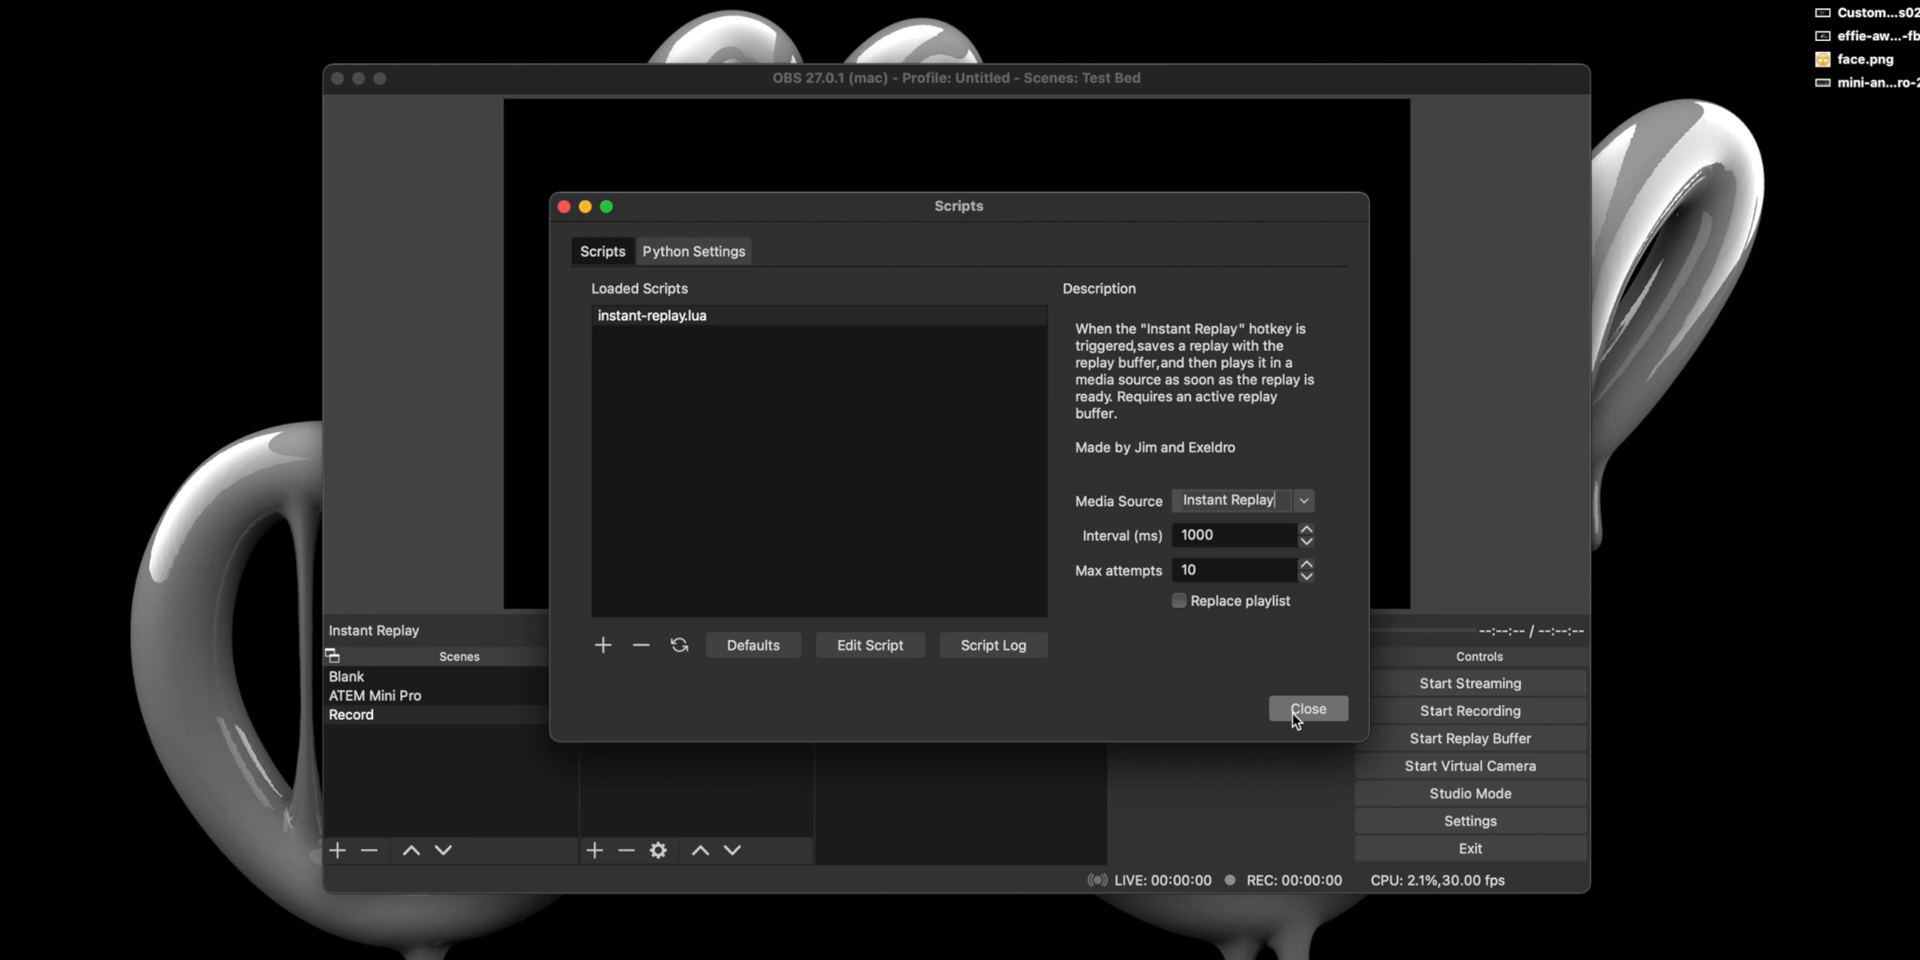 Custom...s02
effie-aw...-fb
face.png
mini-an...ro-2
OBS 27.0.1 (mac) - Profile: Untitled - Scenes: Test Bed
Scripts
Scripts
Python Settings
Loaded Scripts
instant-replay.lua
Description
When the "Instant Replay" hotkey is
triggered,saves a replay with the
replay buffer,and then plays it in a
media source as soon as the replay is
ready. Requires an active replay
buffer.
Made by Jim and Exeldro
Media Source Instant Replay
Interval (ms) 1000
Max attempts 10
Replace playlist
Defaults
Edit Script
Script Log
Close
Instant Replay
--:--:-- / --:--:--
Scenes
Blank
ATEM Mini Pro
Record
Controls
Start Streaming
Start Recording
Start Replay Buffer
Start Virtual Camera
Studio Mode
Settings
Exit
LIVE: 00:00:00
REC: 00:00:00
CPU: 2.1%,30.00 fps